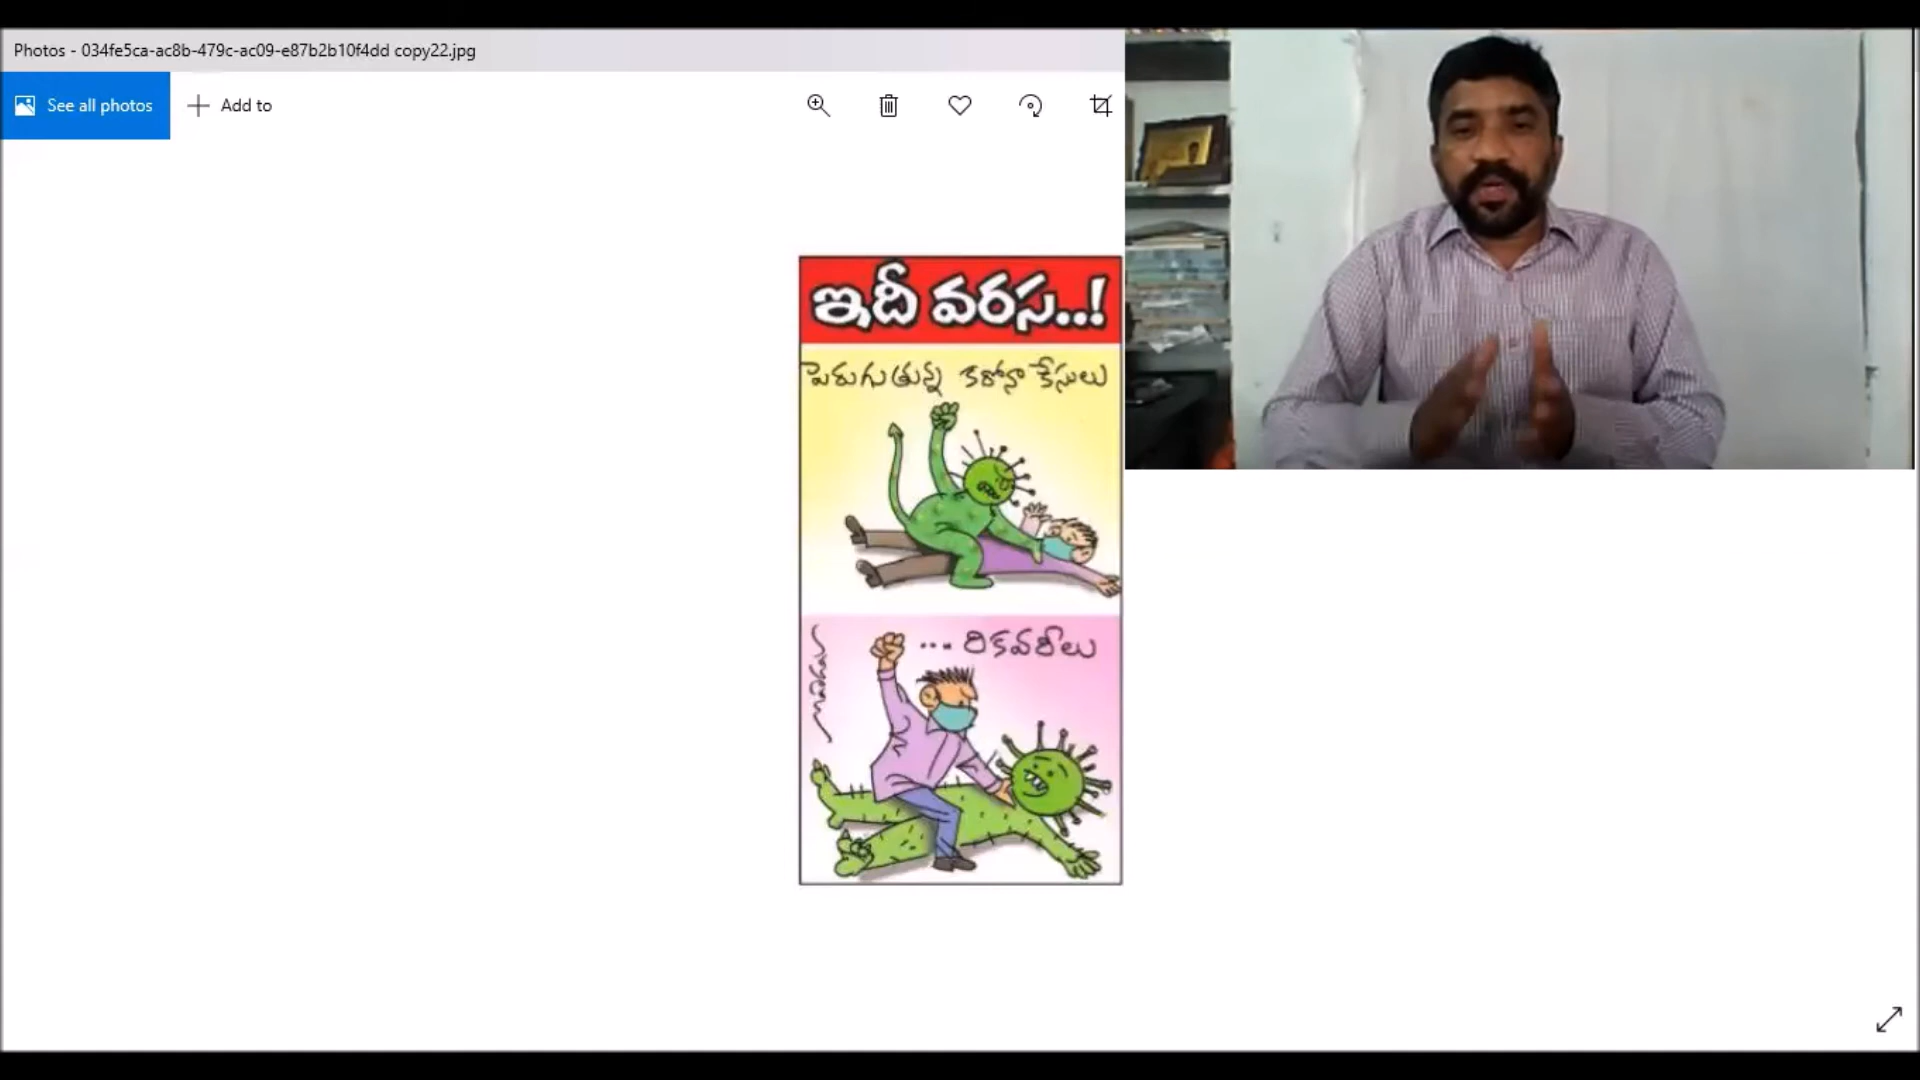 Photos - 034fe5ca-ac8b-479c-ac09-e87b2b10f4dd copy22.jpg
See all photos
Add to
ఇదీ వరస..!
పెరుగుతున్న కరోనా కేసులు
... రికవరీలు